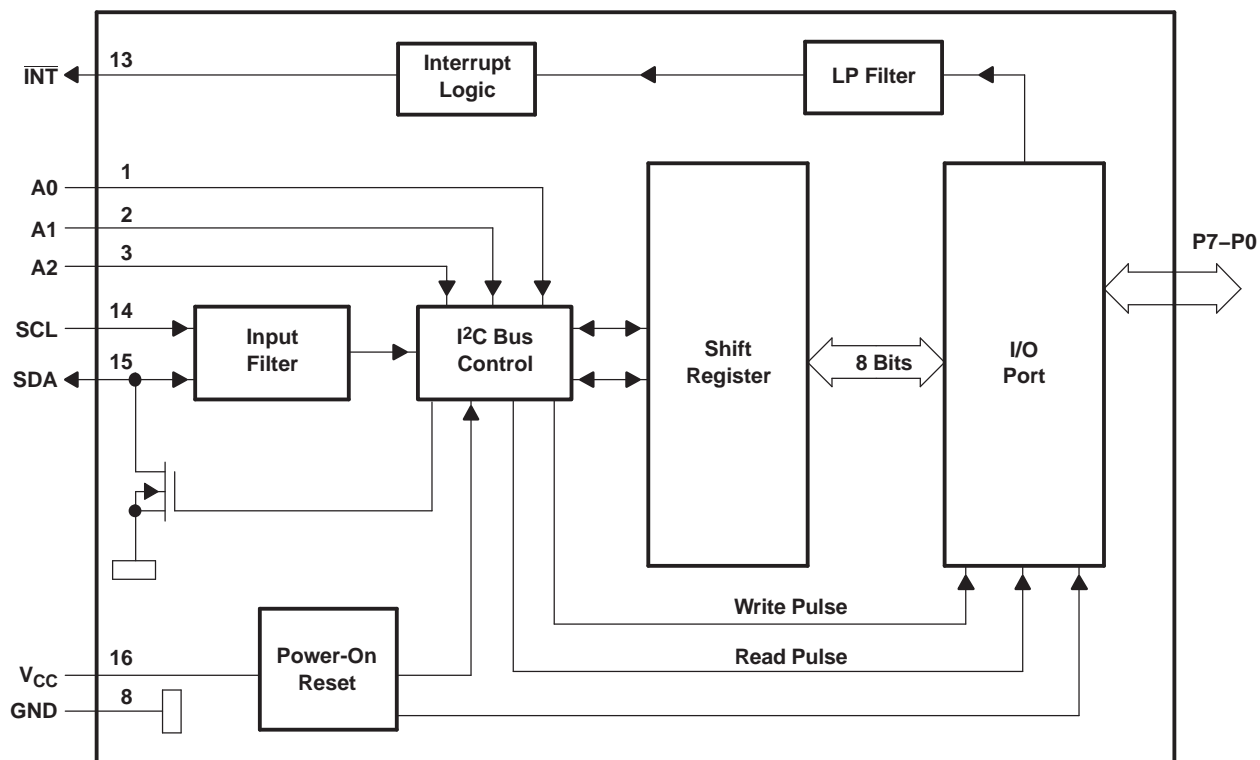 13
INT
Interrupt
Logic
LP Filter
1
A0
2
A1
3
A2
P7–P0
14
SCL
15
SDA
Input
Filter
I²C Bus
Control
Shift
Register
8 Bits
I/O
Port
Write Pulse
Read Pulse
16
VCC
8
GND
Power-On
Reset